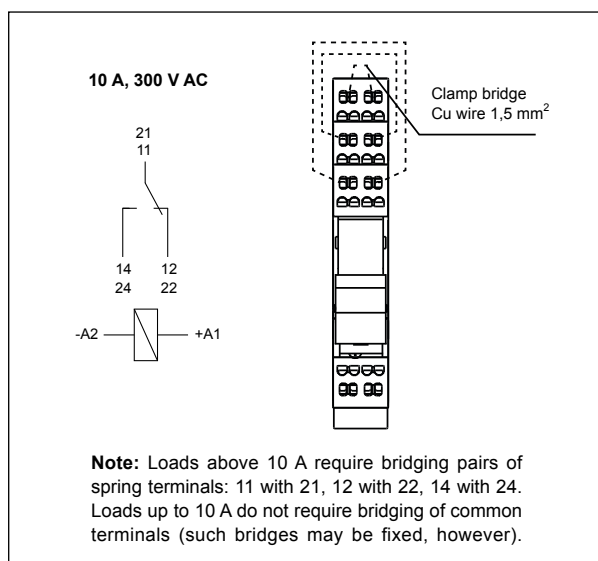 10 A, 300 V AC
Clamp bridge
Cu wire 1,5 mm²
21
11
14 12
24 22
-A2 +A1
Note: Loads above 10 A require bridging pairs of
spring terminals: 11 with 21, 12 with 22, 14 with 24.
Loads up to 10 A do not require bridging of common
terminals (such bridges may be fixed, however).